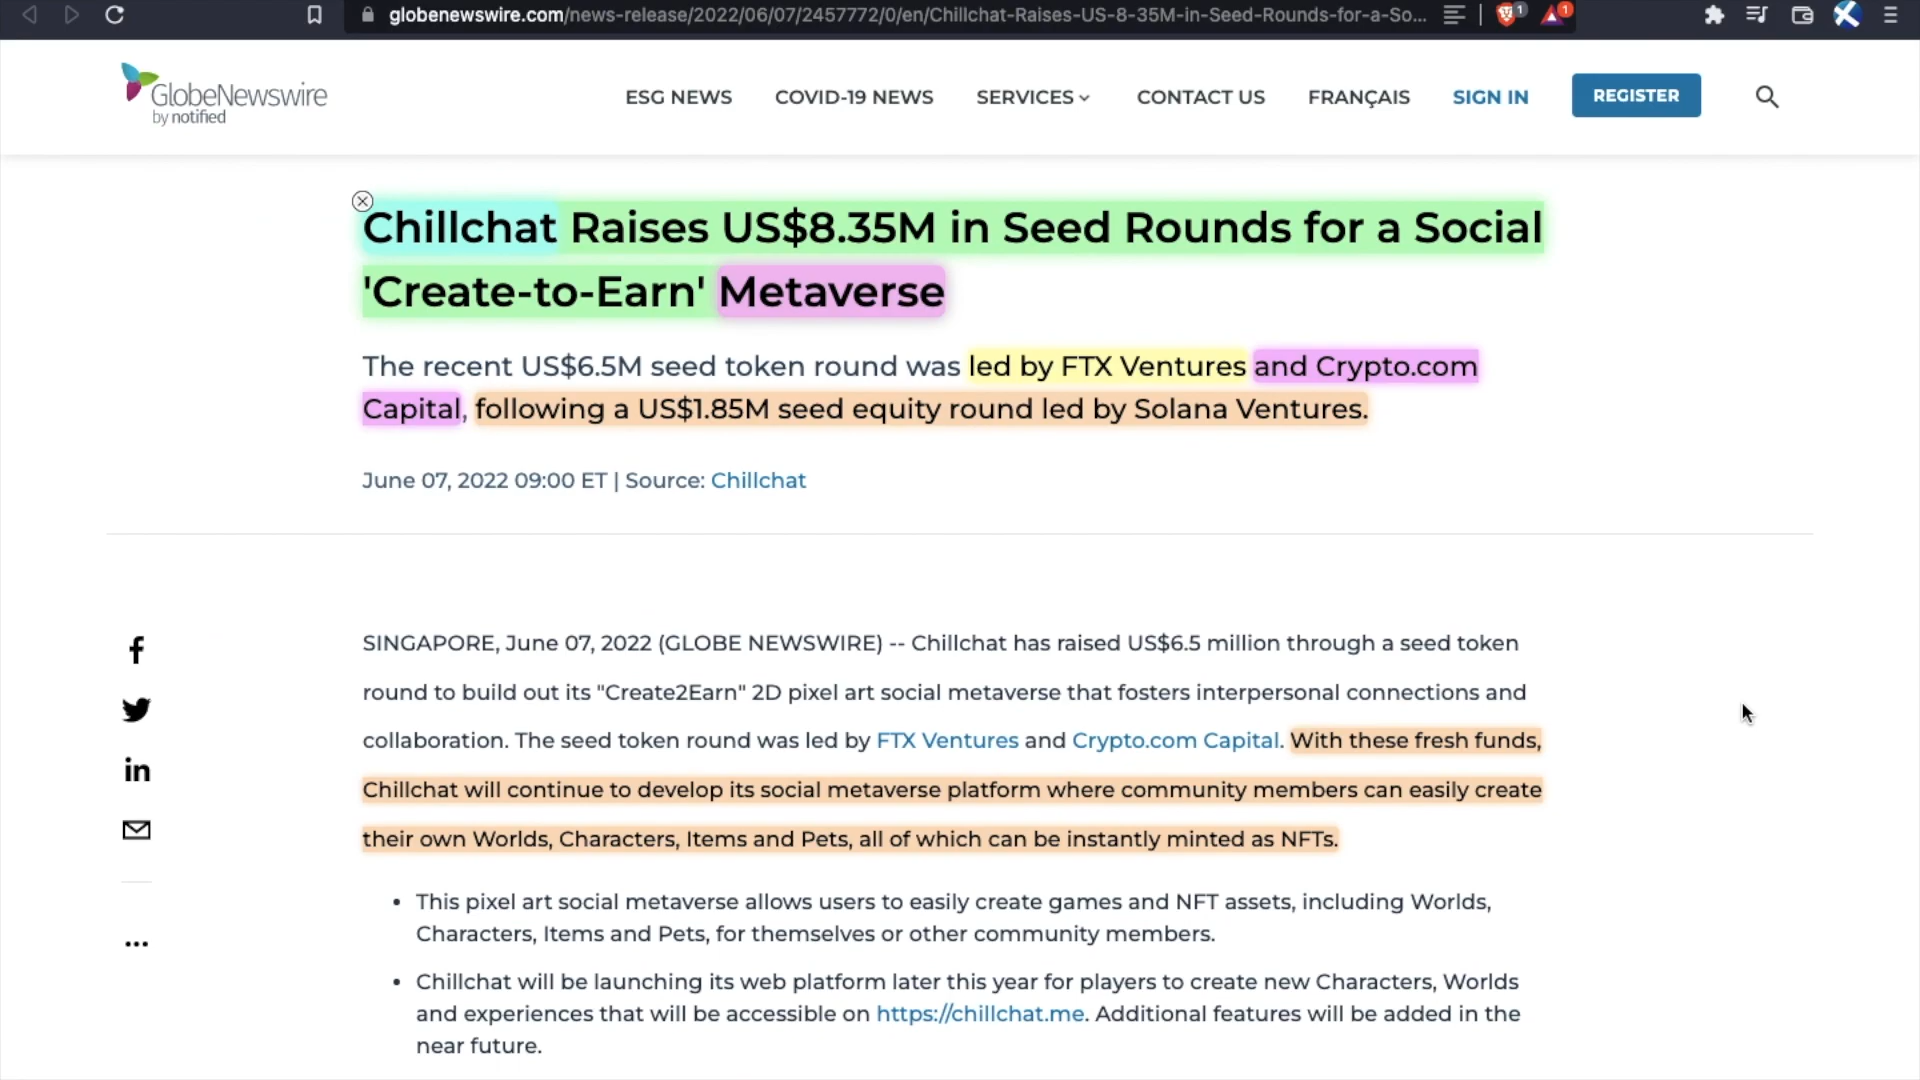 globenewswire.com/news-release/2022/06/07/2457772/0/en/Chillchat-Raises-US-8-35M-in-Seed-Rounds-for-a-So...
1
1
GlobeNewswire
by notified
ESG NEWS
COVID-19 NEWS
SERVICES
CONTACT US
FRANÇAIS
SIGN IN
REGISTER
Chillchat Raises US$8.35M in Seed Rounds for a Social
'Create-to-Earn' Metaverse
The recent US$6.5M seed token round was led by FTX Ventures and Crypto.com
Capital, following a US$1.85M seed equity round led by Solana Ventures.
June 07, 2022 09:00 ET | Source: Chillchat
SINGAPORE, June 07, 2022 (GLOBE NEWSWIRE) -- Chillchat has raised US$6.5 million through a seed token
round to build out its "Create2Earn" 2D pixel art social metaverse that fosters interpersonal connections and
collaboration. The seed token round was led by FTX Ventures and Crypto.com Capital. With these fresh funds,
Chillchat will continue to develop its social metaverse platform where community members can easily create
their own Worlds, Characters, Items and Pets, all of which can be instantly minted as NFTs.
• This pixel art social metaverse allows users to easily create games and NFT assets, including Worlds,
Characters, Items and Pets, for themselves or other community members.
• Chillchat will be launching its web platform later this year for players to create new Characters, Worlds
and experiences that will be accessible on https://chillchat.me. Additional features will be added in the
near future.